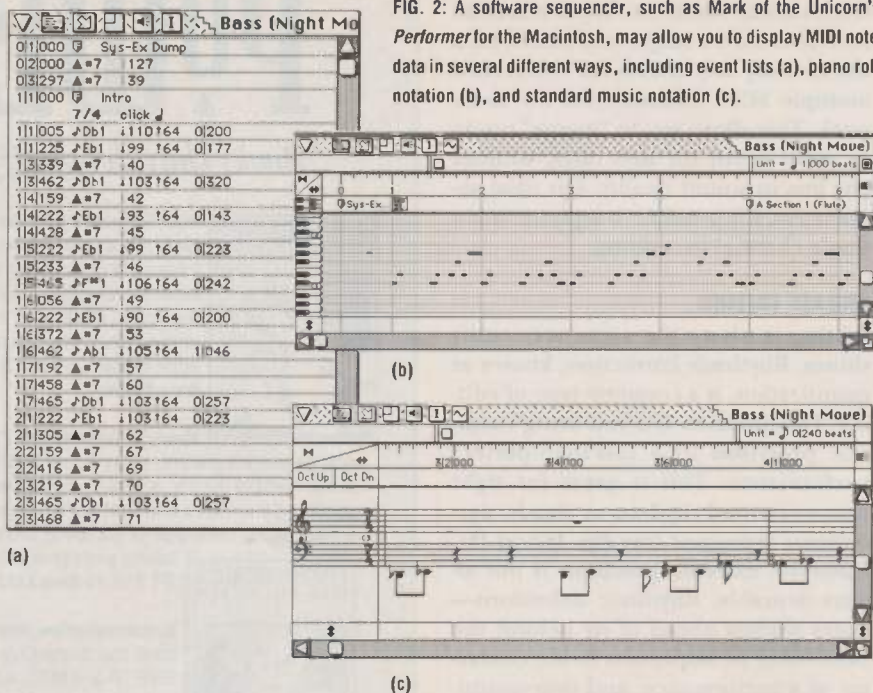 FIG. 2: A software sequencer, such as Mark of the Unicorn'
Performer for the Macintosh, may allow you to display MIDI note
data in several different ways, including event lists (a), piano rol
notation (b), and standard music notation (c).
Bass (Night Mo
0|1|000 Sys-Ex Dump
0|2|000 #7 127
0|3|297 #7 39
1|1|000 Intro
7/4 click ♩
1|1|005 ♪Db1 ↓110↑64 0|200
1|1|225 ♪Eb1 ↓99 ↑64 0|177
1|3|339 #7 40
1|3|462 ♪Db1 ↓103↑64 0|320
1|4|159 #7 42
1|4|222 ♪Eb1 ↓93 ↑64 0|143
1|4|428 #7 45
1|5|222 ♪Eb1 ↓99 ↑64 0|223
1|5|233 #7 46
1|5|465 ♪F#1 ↓106↑64 0|242
1|6|056 #7 49
1|6|222 ♪Eb1 ↓90 ↑64 0|200
1|6|372 #7 53
1|6|462 ♪Ab1 ↓105↑64 1|046
1|7|192 #7 57
1|7|458 #7 60
1|7|465 ♪Db1 ↓103↑64 0|257
2|1|222 ♪Eb1 ↓103↑64 0|223
2|1|305 #7 62
2|2|159 #7 67
2|2|416 #7 69
2|3|219 #7 70
2|3|465 ♪Db1 ↓103↑64 0|257
2|3|468 #7 71
(a)
Bass (Night Move)
Unit = ♩ 1|000 beats
0 1 2 3 4 5 6
Sys-Ex A Section 1 (Flute)
(b)
Bass (Night Move)
Unit = ♪ 0|240 beats
3|2|000 3|4|000 3|6|000 4|1|000
Oct Up Oct Dn
(c)